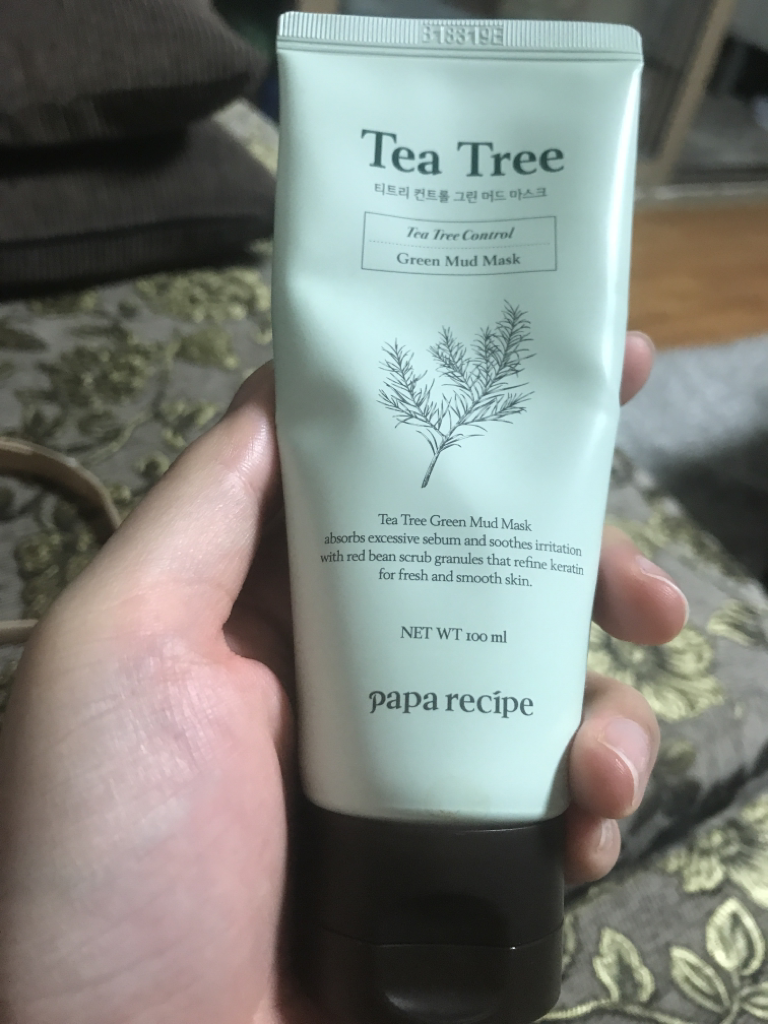 Tea Tree
티트리 컨트롤 그린 머드 마스크
Tea Tree Control
Green Mud Mask
Tea Tree Green Mud Mask
absorbs excessive sebum and soothes irritation
with red bean scrub granules that refine keratin
for fresh and smooth skin.
NET WT 100 ml
papa recipe